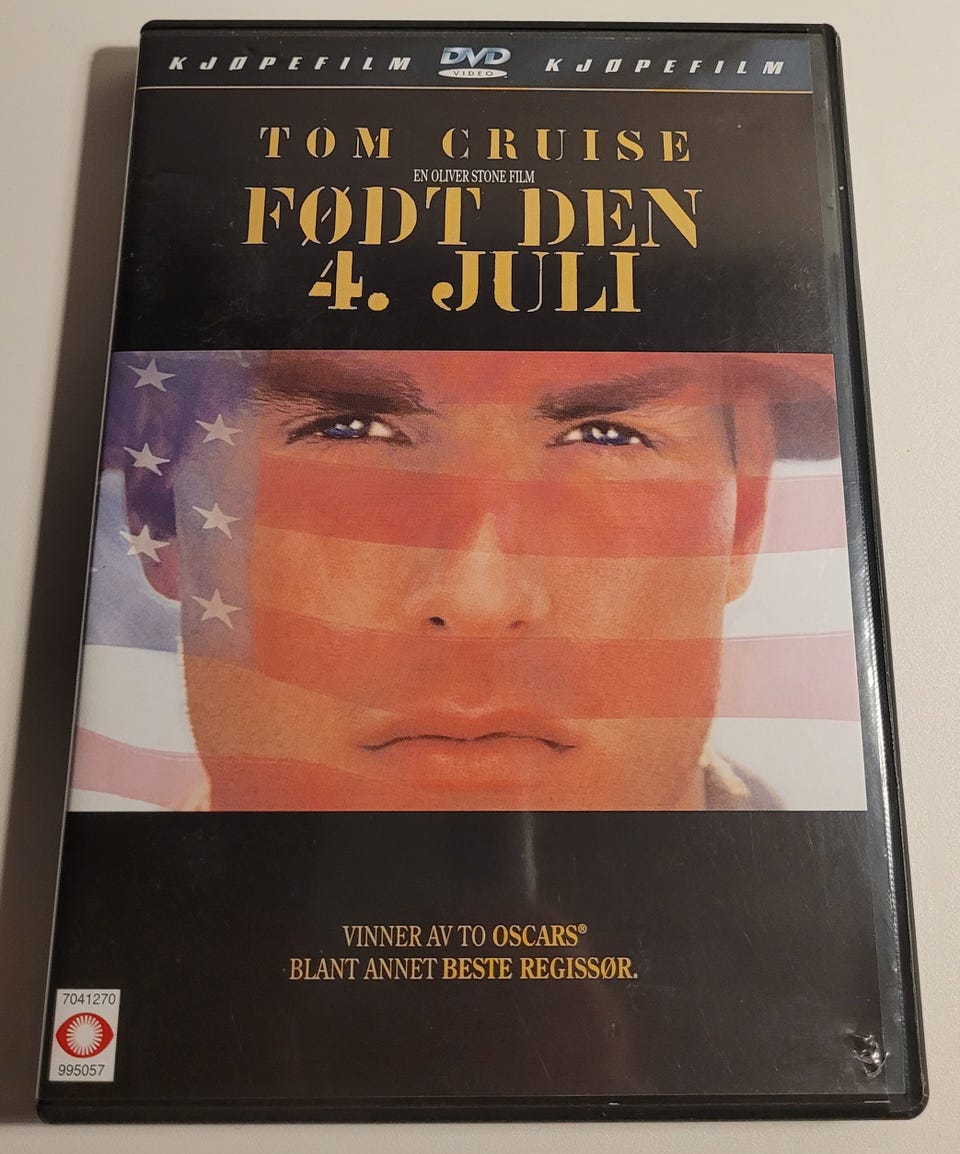 KJØPEFILM DVD VIDEO KJØPEFILM
TOM CRUISE
EN OLIVER STONE FILM
FØDT DEN
4. JULI
VINNER AV TO OSCARS®
BLANT ANNET BESTE REGISSØR.
7041270
995057